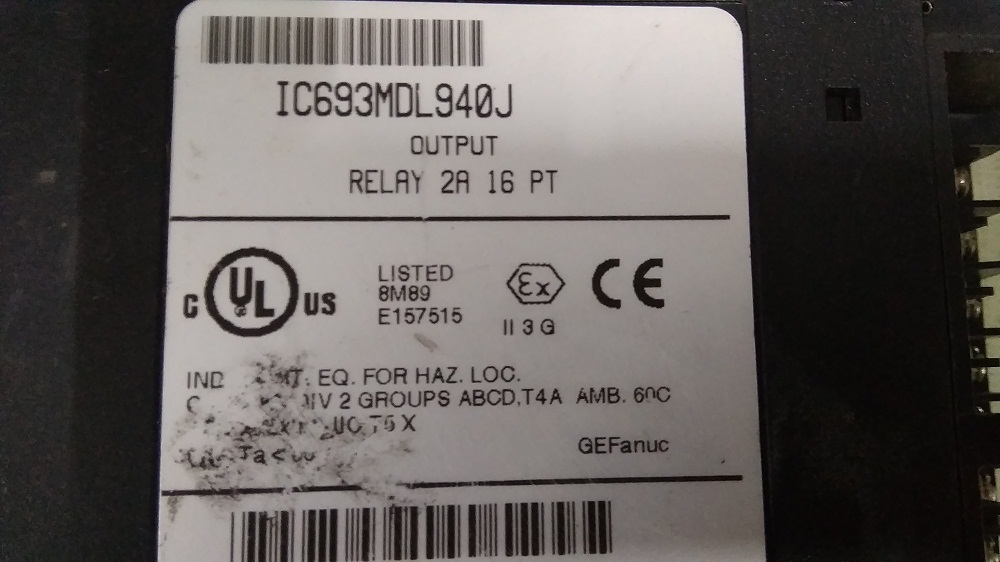 IC693MDL940J
OUTPUT
RELAY 2A 16 PT
C UL US
LISTED
8M89
E157515
Ex
II 3 G
CE
EQ. FOR HAZ. LOC.
2 GROUPS ABCD,T4A AMB.
X
GEFanuc